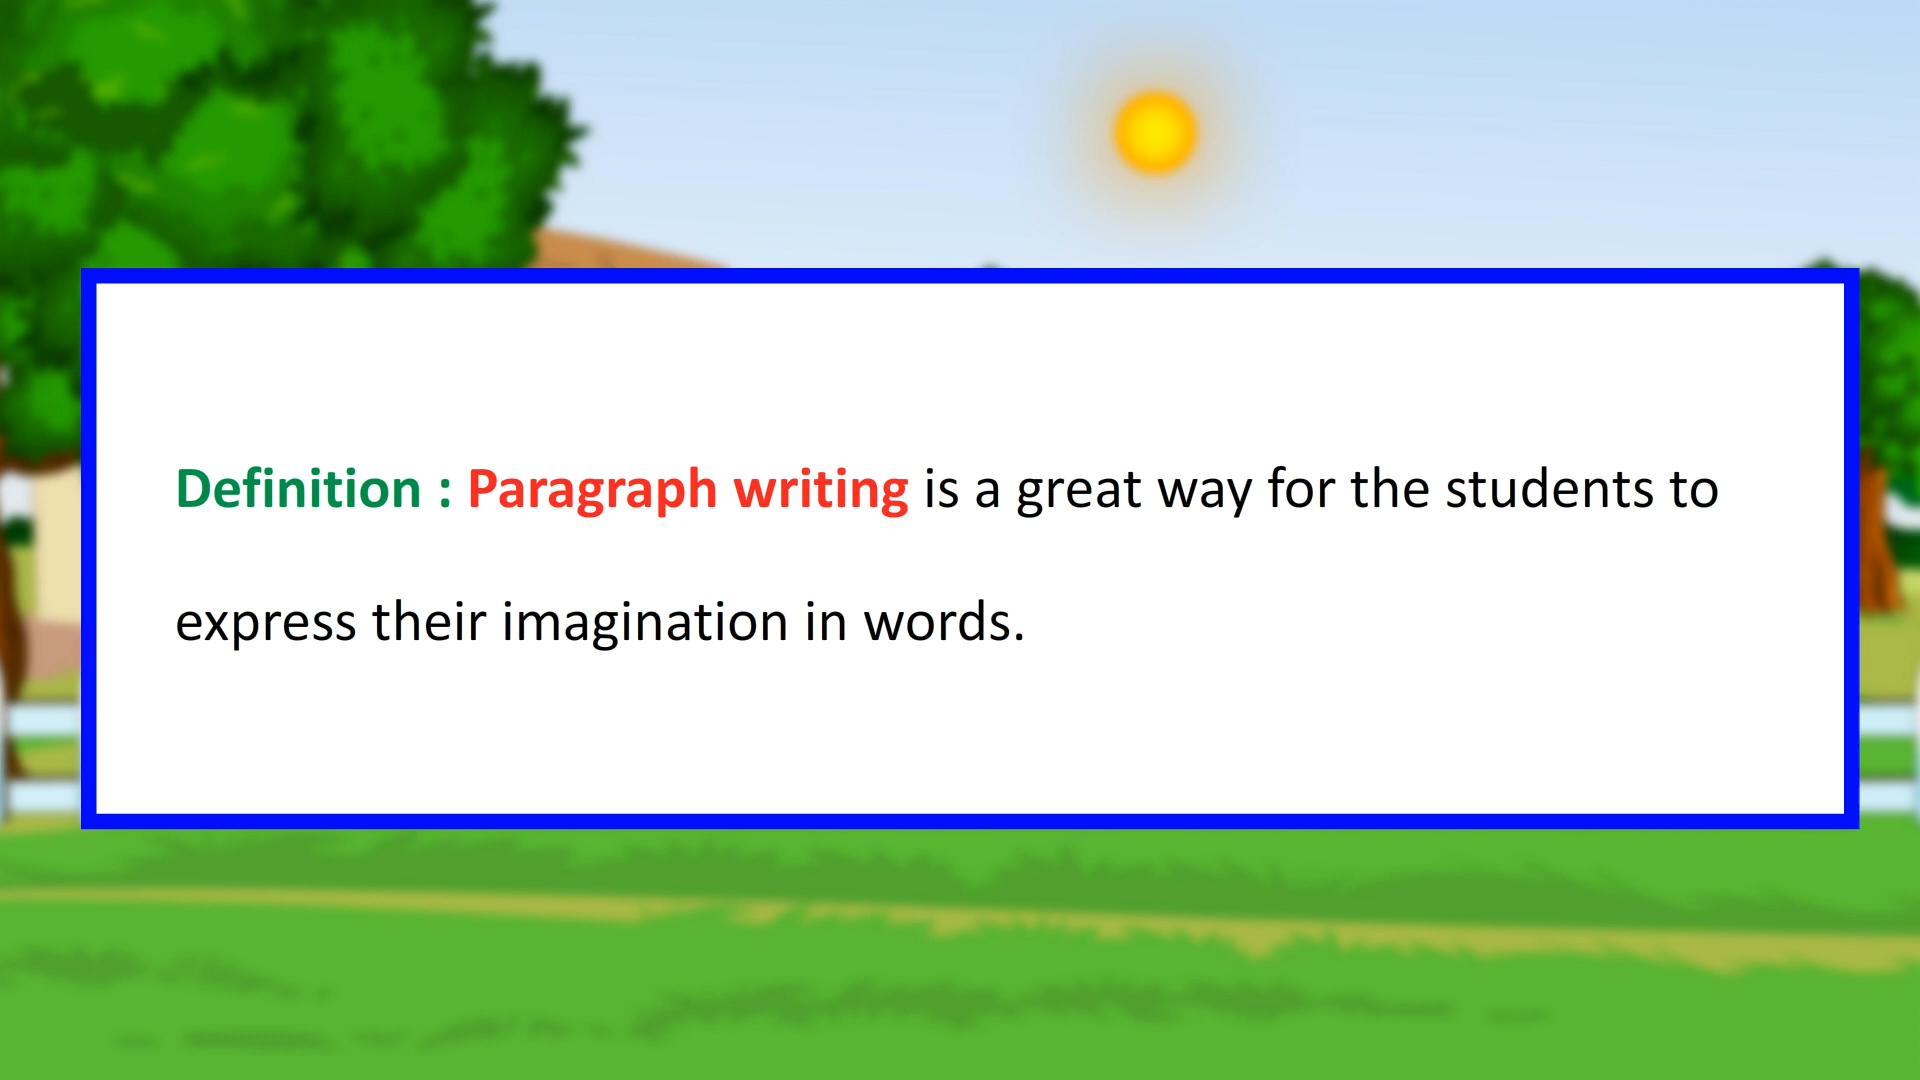 Definition : Paragraph writing is a great way for the students to
express their imagination in words.